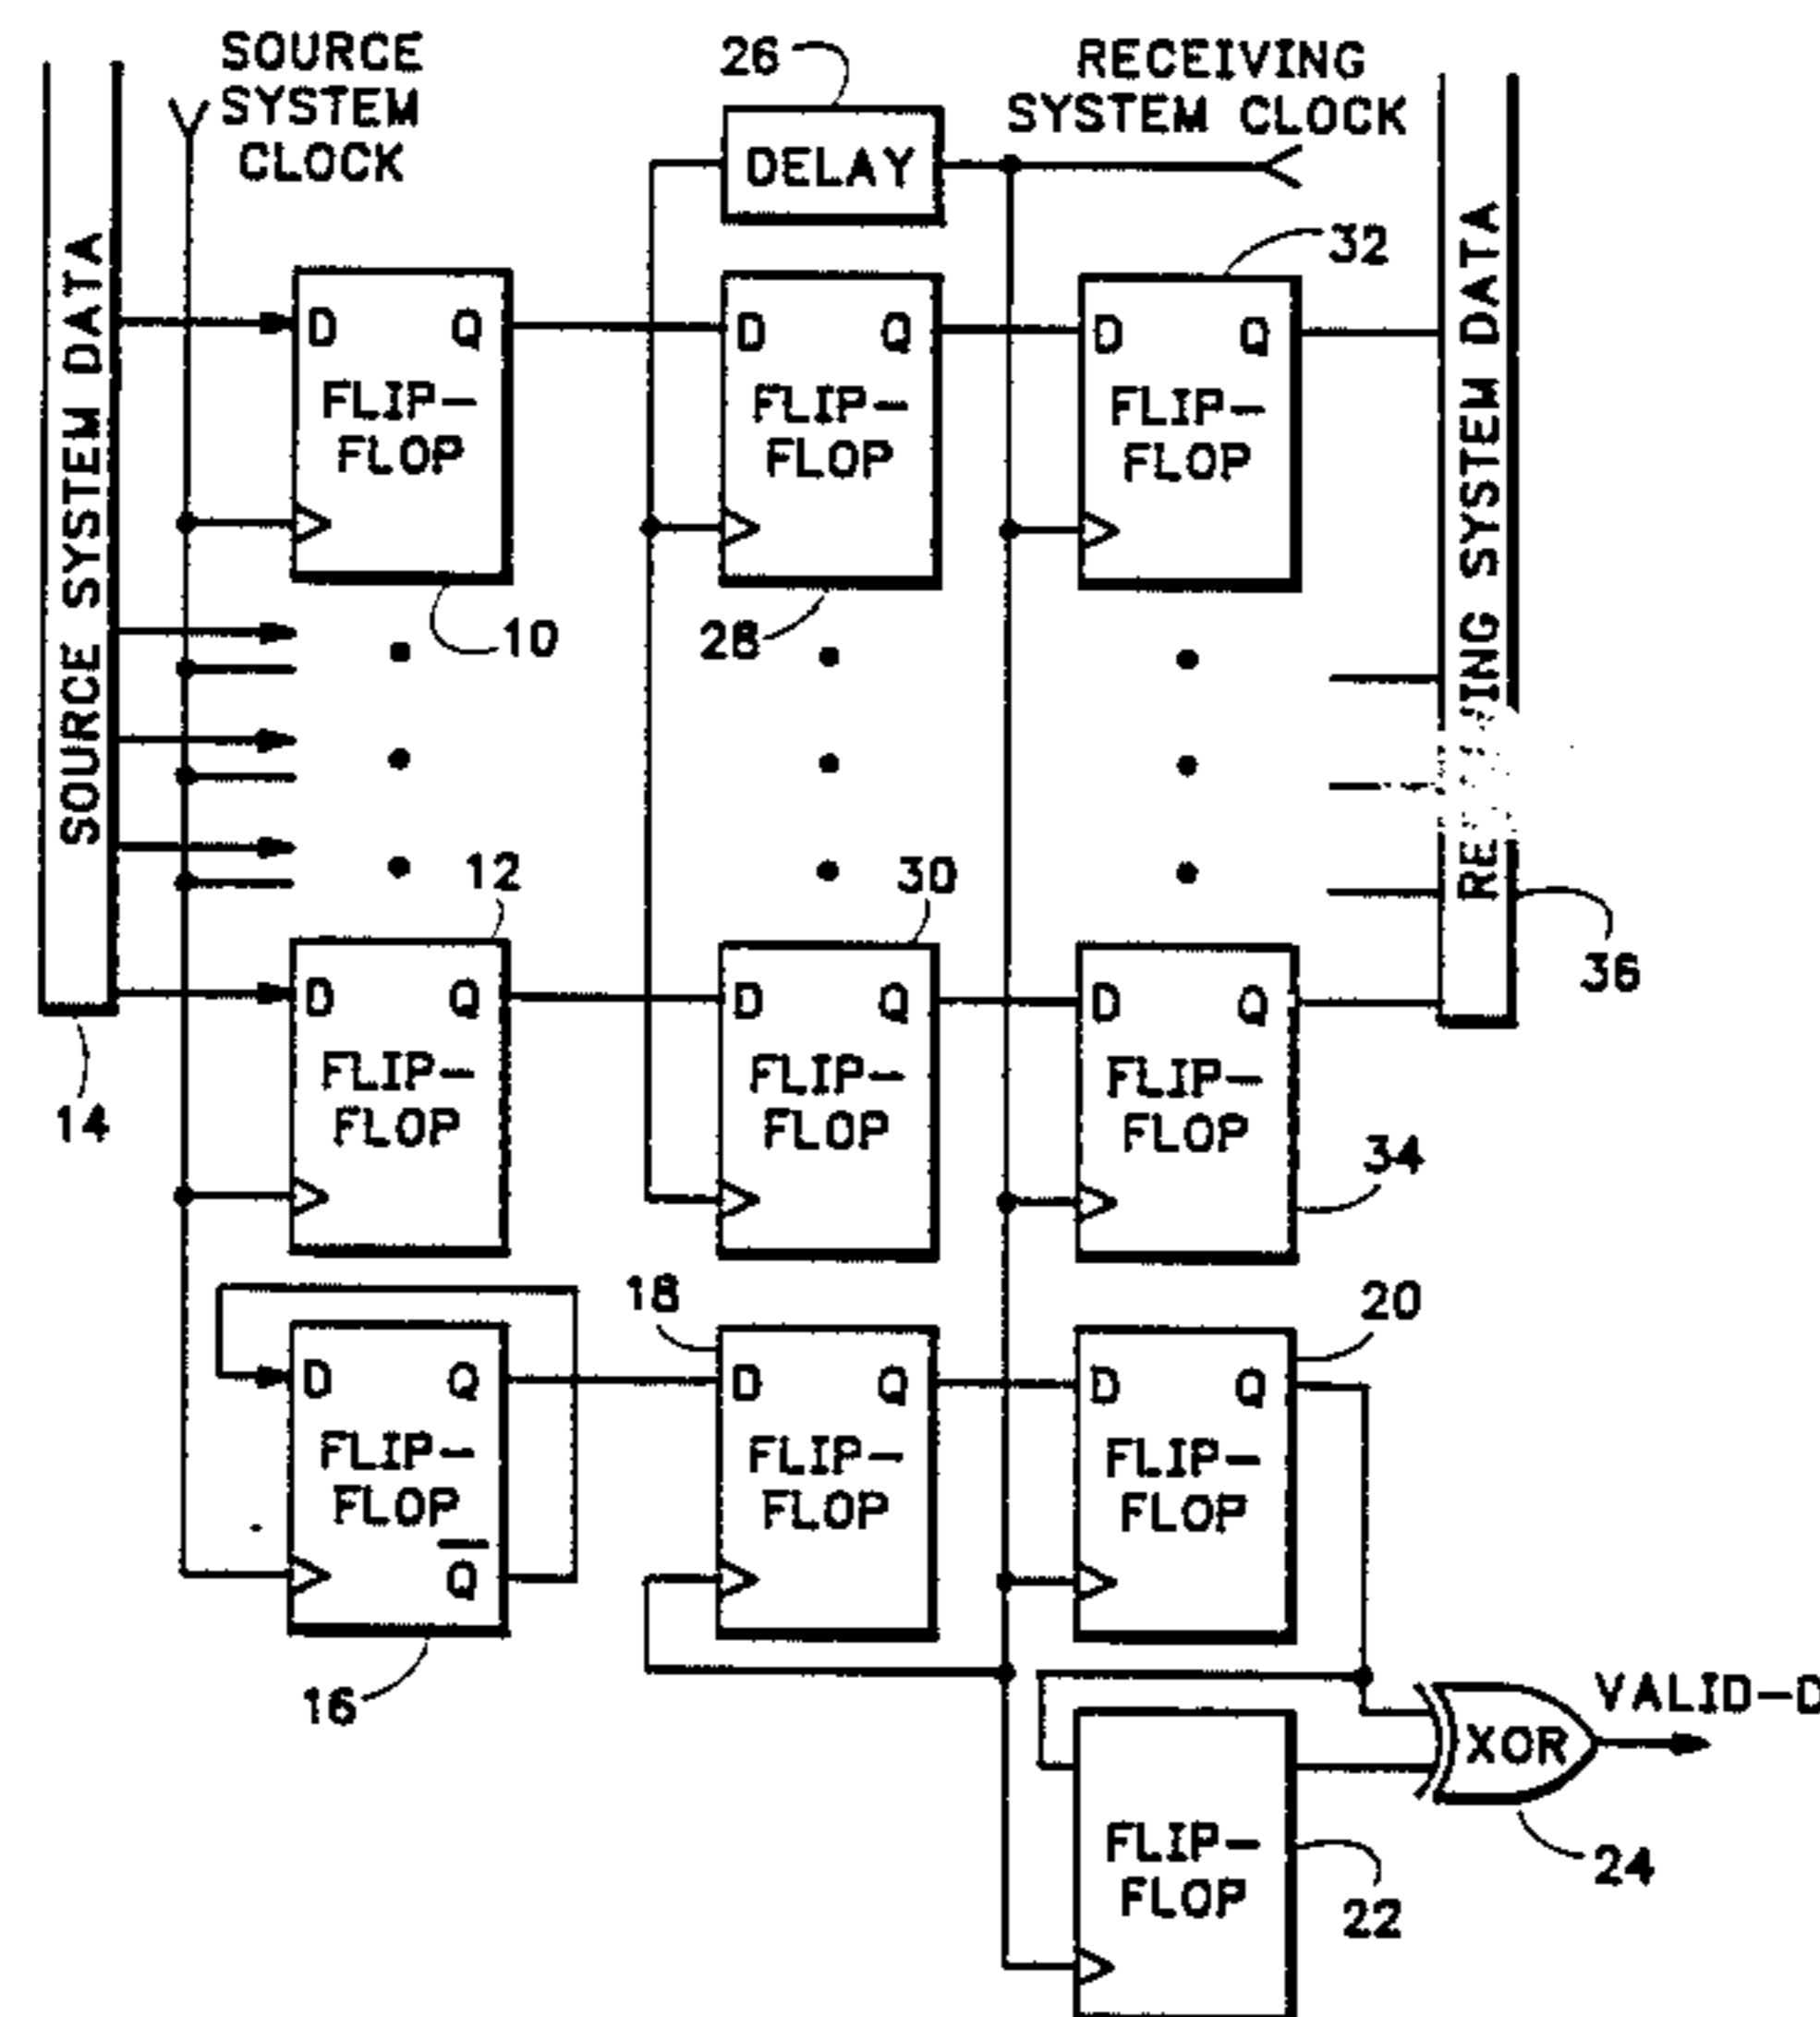 SOURCE
SYSTEM
CLOCK
26
DELAY
RECEIVING
SYSTEM CLOCK
SOURCE SYSTEM DATA
14
D Q
FLIP-
FLOP
10
D Q
FLIP-
FLOP
28
D Q
FLIP-
FLOP
32
SYSTEM DATA
36
12
D Q
FLIP-
FLOP
30
D Q
FLIP-
FLOP
D Q
FLIP-
FLOP
34
D Q
FLIP-
FLOP
Q
16
18
D Q
FLIP-
FLOP
20
D Q
FLIP-
FLOP
FLIP-
FLOP
22
XOR
24
VALID-D